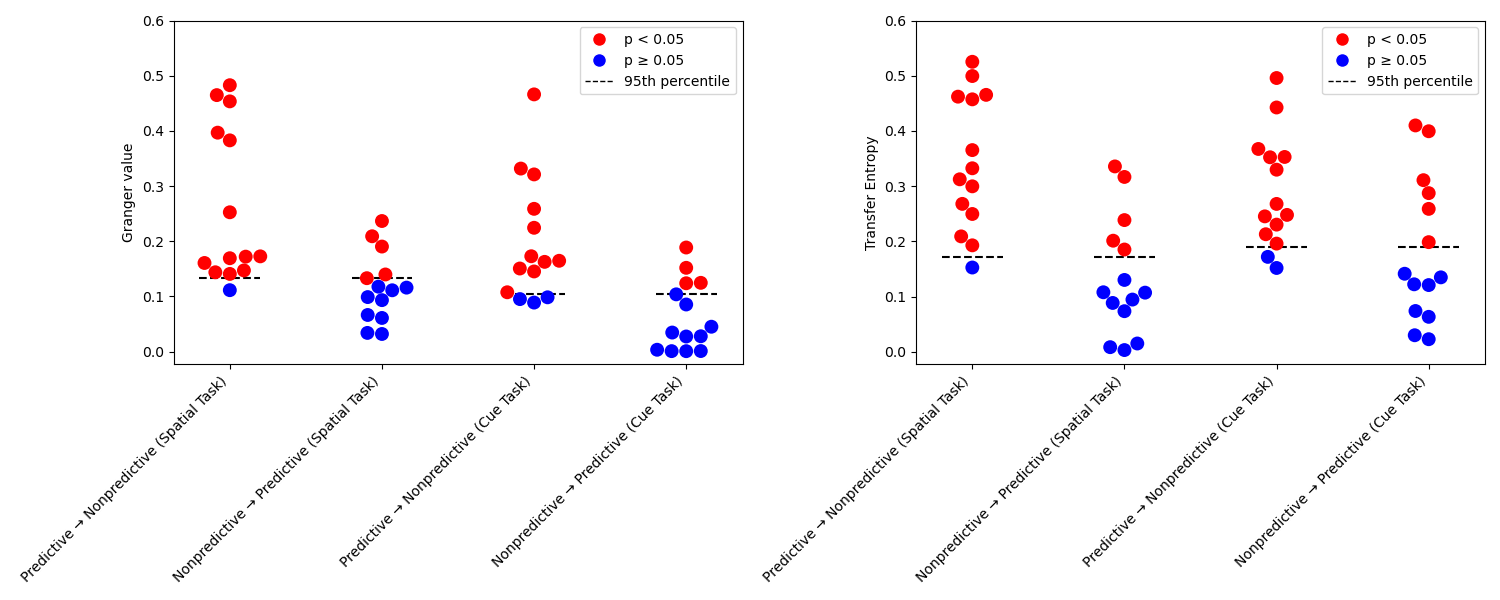 0.6
0.5
0.4
0.3
0.2
0.1
0.0
Granger value
p < 0.05
p ≥ 0.05
95th percentile
Predictive → Nonpredictive (Spatial Task)
Nonpredictive → Predictive (Spatial Task)
Predictive → Nonpredictive (Cue Task)
Nonpredictive → Predictive (Cue Task)
0.6
0.5
0.4
0.3
0.2
0.1
0.0
Transfer Entropy
p < 0.05
p ≥ 0.05
95th percentile
Predictive → Nonpredictive (Spatial Task)
Nonpredictive → Predictive (Spatial Task)
Predictive → Nonpredictive (Cue Task)
Nonpredictive → Predictive (Cue Task)